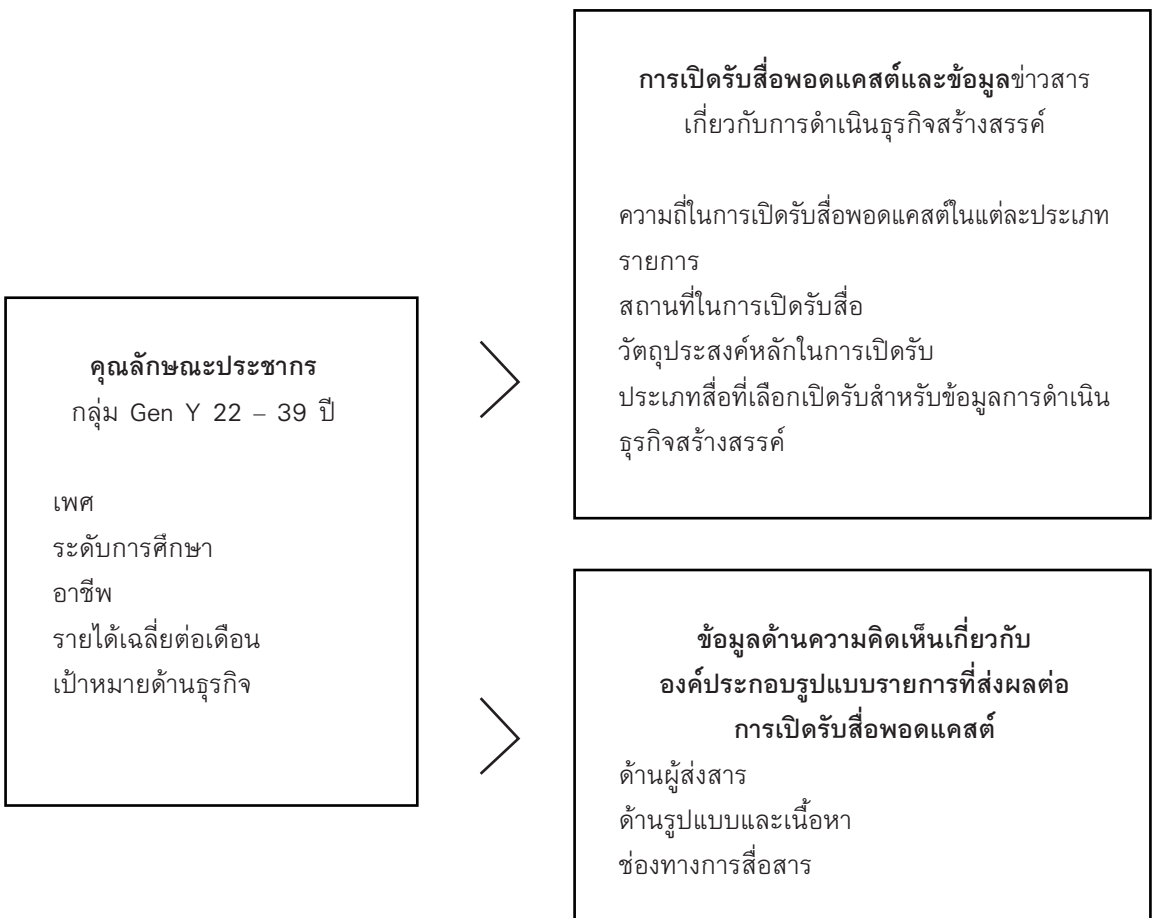 การเปิดรับสื่อพอดแคสต์และข้อมูลข่าวสาร
เกี่ยวกับการดำเนินธุรกิจสร้างสรรค์
ความถี่ในการเปิดรับสื่อพอดแคสต์ในแต่ละประเภท
รายการ
สถานที่ในการเปิดรับสื่อ
วัตถุประสงค์หลักในการเปิดรับ
ประเภทสื่อที่เลือกเปิดรับสำหรับข้อมูลการดำเนิน
ธุรกิจสร้างสรรค์
คุณลักษณะประชากร
กลุ่ม Gen Y 22 – 39 ปี
เพศ
ระดับการศึกษา
อาชีพ
รายได้เฉลี่ยต่อเดือน
เป้าหมายด้านธุรกิจ
ข้อมูลด้านความคิดเห็นเกี่ยวกับ
องค์ประกอบรูปแบบรายการที่ส่งผลต่อ
การเปิดรับสื่อพอดแคสต์
ด้านผู้ส่งสาร
ด้านรูปแบบและเนื้อหา
ช่องทางการสื่อสาร